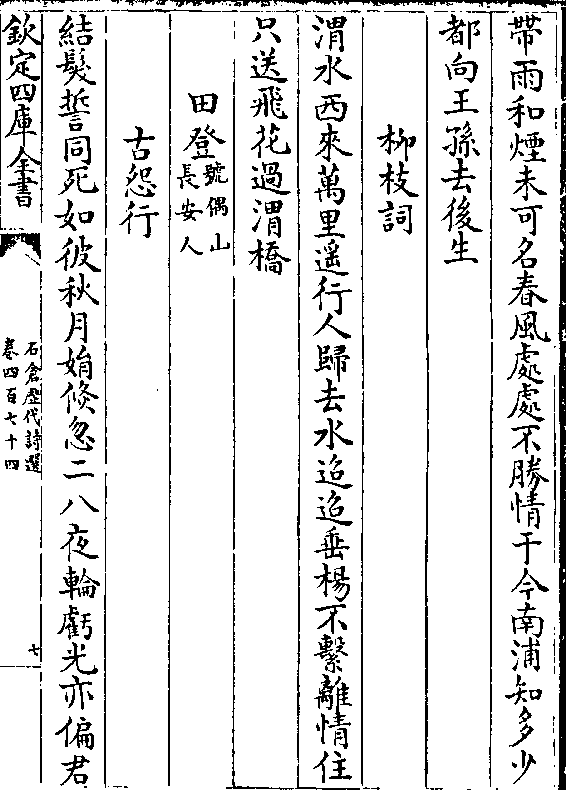 帶雨和煙未可名春風處處不勝情于今南浦知多少
都向王孫去後生
柳枝詞
渭水西來萬里遥行人歸去水迢迢垂楊不繫離情住
只送飛花過渭橋
田登號偶山
長安人
古怨行
結髮誓同死如彼秋月㛹倐忽二八夜輪虧光亦偏君
欽定四庫全書
石倉歷代詩選
卷四百七十四
七